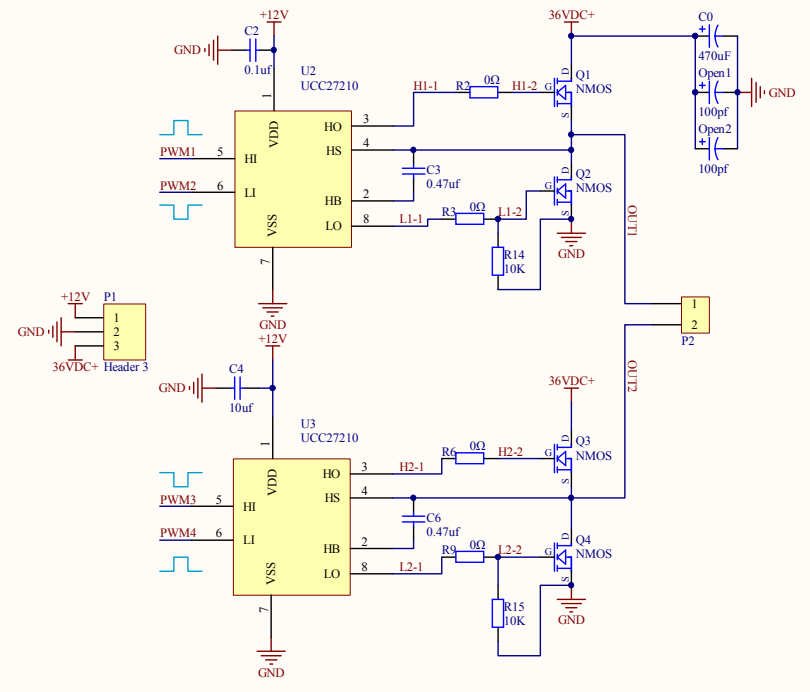 +12V
36VDC+
C0
C2
GND
0.1uf
470uF
U2
UCC27210
Q1
NMOS
D
G
S
Open1
100pf
GND
H1-1
R2
0Ω
H1-2
1
VDD
HO
3
PWM1
5
HI
HS
4
Open2
100pf
PWM2
6
LI
C3
0.47uf
HB
2
Q2
NMOS
D
G
S
VSS
LO
8
L1-1
R3
0Ω
L1-2
OUT1
7
R14
10K
GND
GND
+12V
P1
1
GND
2
3
36VDC+
Header 3
1
2
P2
+12V
C4
GND
10uf
36VDC+
OUT2
U3
UCC27210
1
VDD
Q3
NMOS
D
G
S
R6
0Ω
H2-2
HO
3
H2-1
PWM3
5
HI
HS
4
C6
0.47uf
PWM4
6
LI
HB
2
Q4
NMOS
D
G
S
R9
0Ω
L2-2
VSS
LO
8
L2-1
7
R15
10K
GND
GND